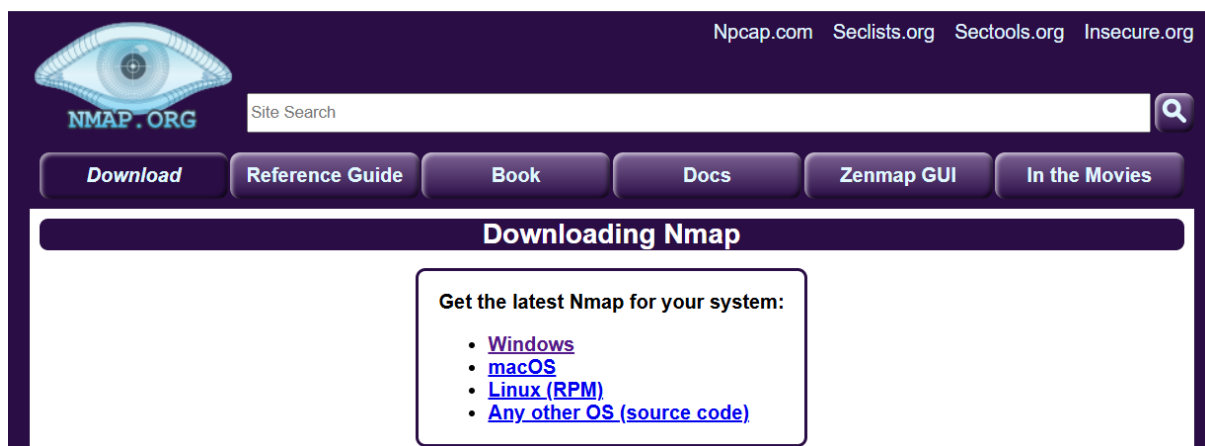 Npcap.com Seclists.org Sectools.org Insecure.org
NMAP.ORG
Site Search
Download Reference Guide Book Docs Zenmap GUI In the Movies
Downloading Nmap
Get the latest Nmap for your system:
• Windows
• macOS
• Linux (RPM)
• Any other OS (source code)